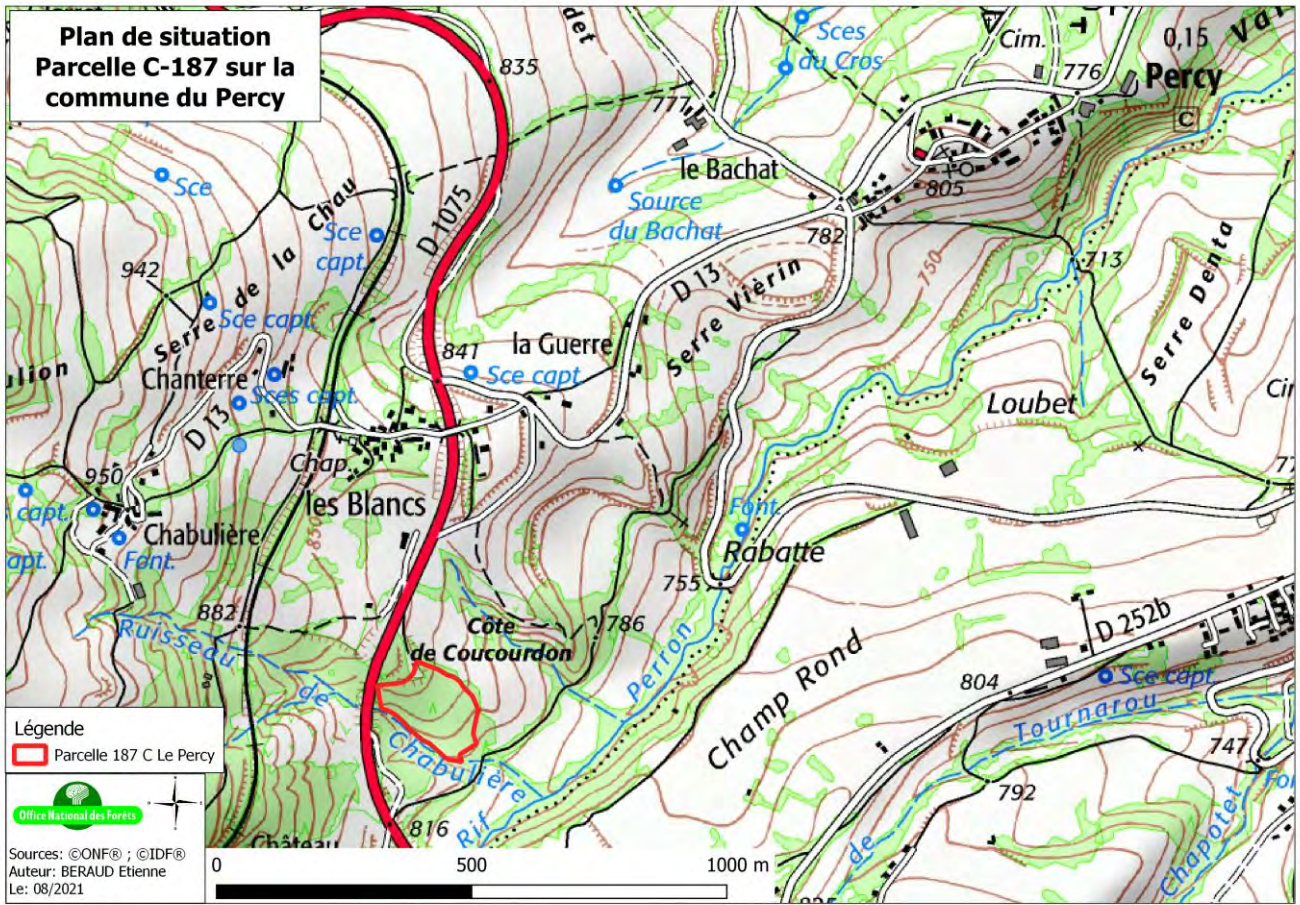 Plan de situation
Parcelle C-187 sur la
commune du Percy
835
Sces
du Cros
Cim.
776
0,15
Percy
C
777
le Bachat
805
Sce
Source
du Bachat
782
713
Serre de la Chau
Sce
capt.
D 1075
942
Sce capt.
D 13
Serre Vièrin
750
Serre Denta
841
la Guerre
Sce capt.
Chanterre
Sces capt.
D 13
Loubet
Chap.
les Blancs
850
950
capt.
Chabulière
Font.
Font.
Rabatte
755
882
Ruisseau de Chabulière
Côte
de Coucourdon
786
Rif Perron
Champ Rond
D 252b
804
Sce capt.
de Tournarou
747
792
Chapotet
816
Château
Légende
Parcelle 187 C Le Percy
Office National des Forêts
Sources: ©ONF® ; ©IDF®
Auteur: BERAUD Etienne
Le: 08/2021
0 500 1000 m